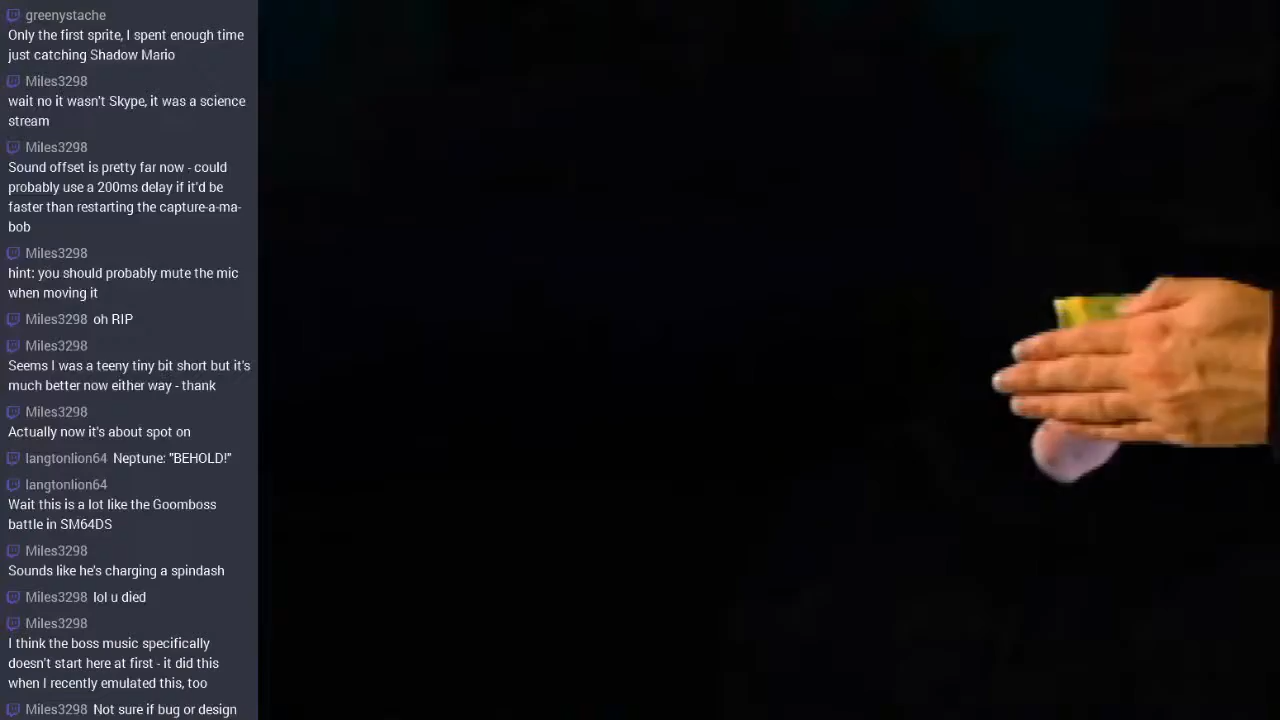 greenystache
Only the first sprite, I spent enough time
just catching Shadow Mario
Miles3298
wait no it wasn't Skype, it was a science
stream
Miles3298
Sound offset is pretty far now - could
probably use a 200ms delay if it'd be
faster than restarting the capture-a-ma-
bob
Miles3298
hint: you should probably mute the mic
when moving it
Miles3298 oh RIP
Miles3298
Seems I was a teeny tiny bit short but it's
much better now either way - thank
Miles3298
Actually now it's about spot on
langtonlion64 Neptune: "BEHOLD!"
langtonlion64
Wait this is a lot like the Goomboss
battle in SM64DS
Miles3298
Sounds like he's charging a spindash
Miles3298 lol u died
Miles3298
I think the boss music specifically
doesn't start here at first - it did this
when I recently emulated this, too
Miles3298 Not sure if bug or design